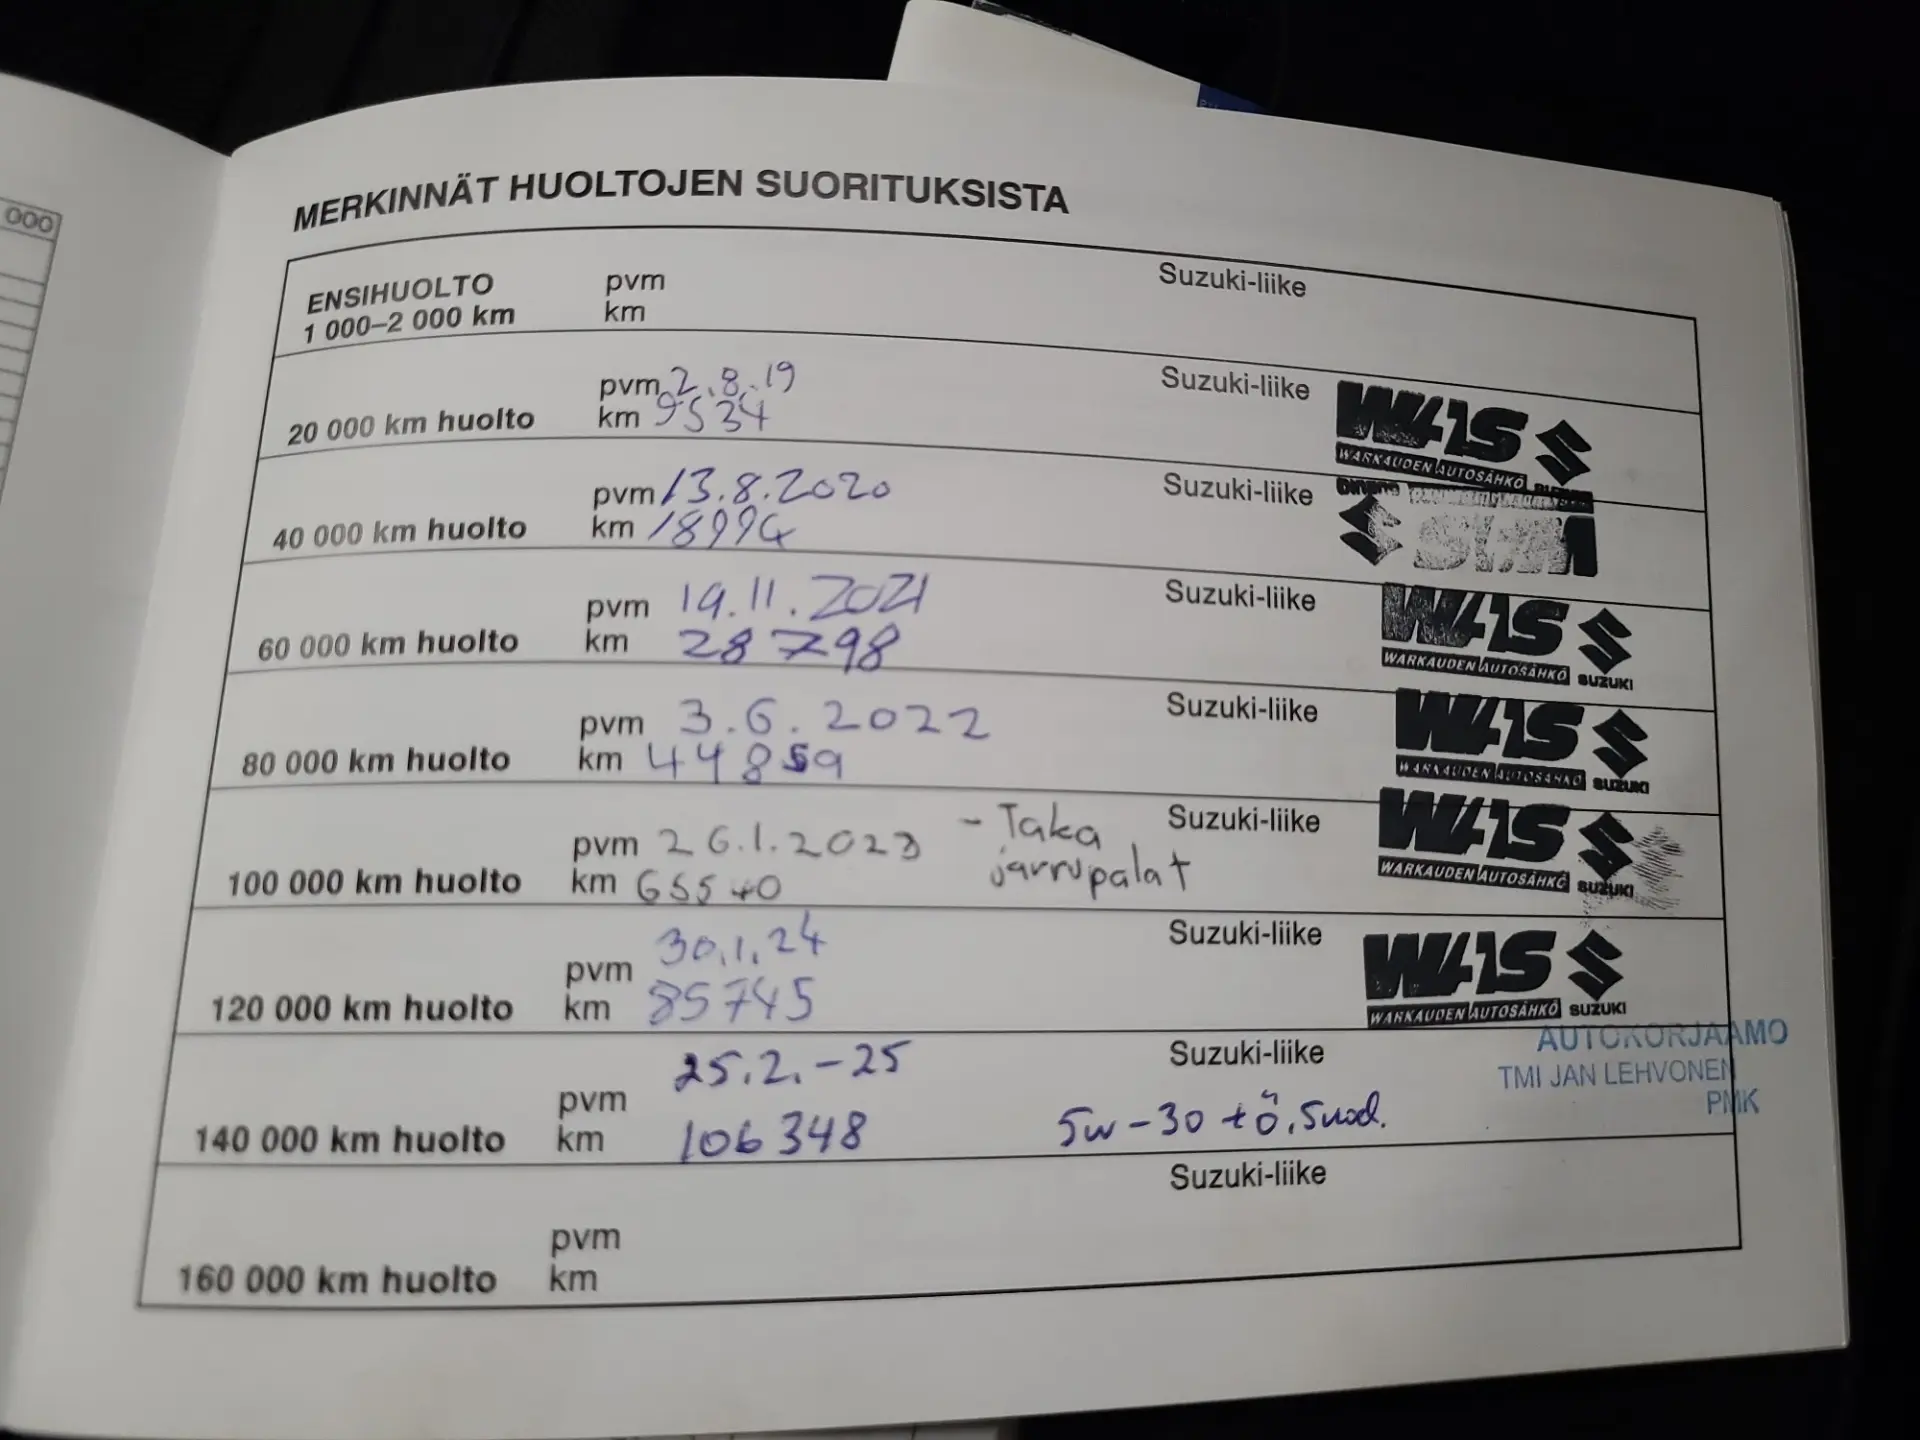 000
MERKINNÄT HUOLTOJEN SUORITUKSISTA
ENSIHUOLTO
1 000–2 000 km
pvm
km
Suzuki-liike
20 000 km huolto
pvm 2.8.19
km 9534
Suzuki-liike
WAS
WARKAUDEN AUTOSÄHKÖ
40 000 km huolto
pvm 13.8.2020
km 18994
Suzuki-liike
WAS
60 000 km huolto
pvm 19.11.2021
km 28798
Suzuki-liike
WAS
WARKAUDEN AUTOSÄHKÖ SUZUKI
80 000 km huolto
pvm 3.6.2022
km 44859
Suzuki-liike
WAS
WARKAUDEN AUTOSÄHKÖ SUZUKI
100 000 km huolto
pvm 26.1.2023
km 65540
- Taka
jarrupalat
Suzuki-liike
WAS
WARKAUDEN AUTOSÄHKÖ SUZUKI
120 000 km huolto
pvm 30.1.24
km 85745
Suzuki-liike
WAS
WARKAUDEN AUTOSÄHKÖ SUZUKI
140 000 km huolto
pvm 25.2.-25
km 106348
Suzuki-liike
5w-30 + ö.suod.
AUTOKORJAAMO
TMI JAN LEHVONEN
PMK
160 000 km huolto
pvm
km
Suzuki-liike